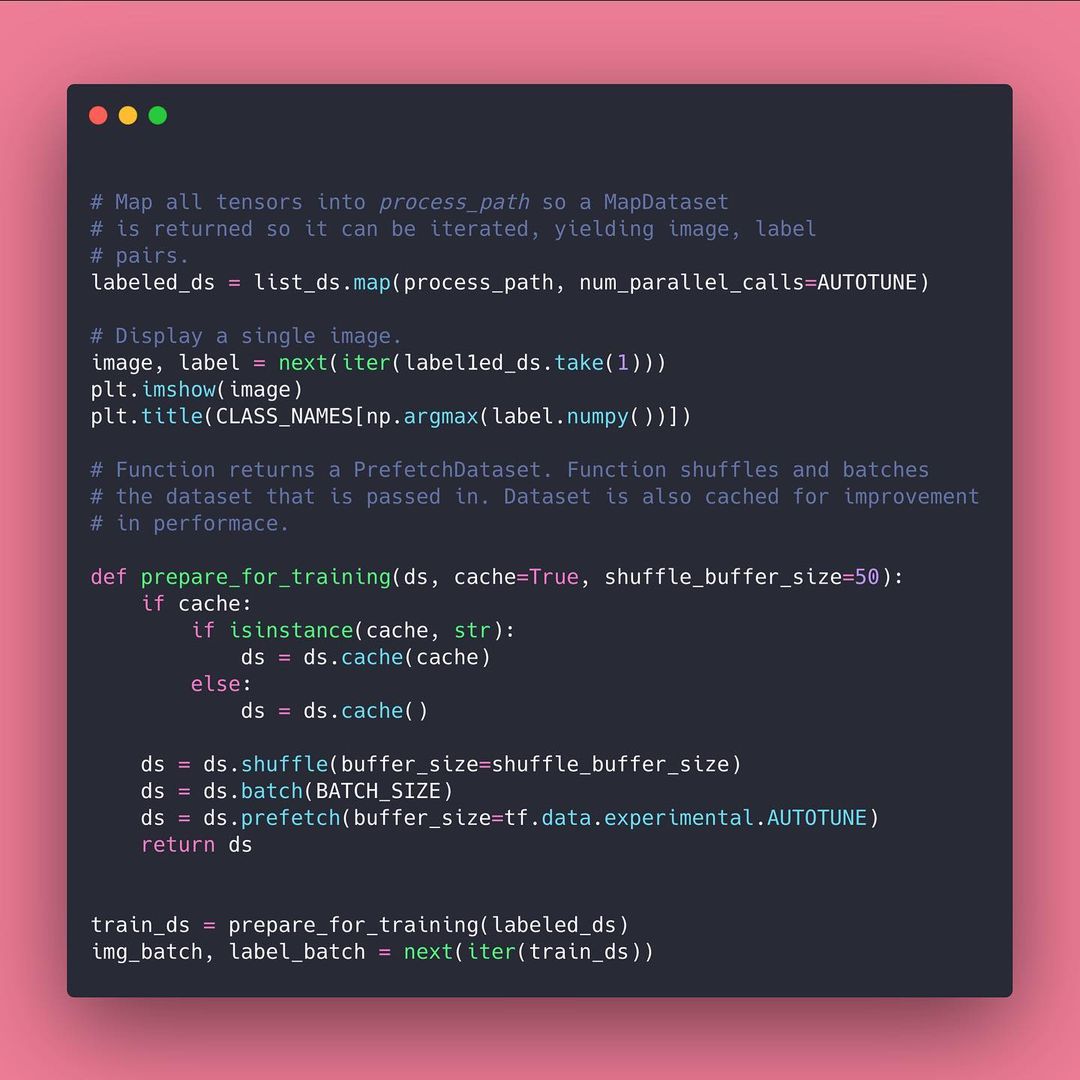 # Map all tensors into process_path so a MapDataset
# is returned so it can be iterated, yielding image, label
# pairs.
labeled_ds = list_ds.map(process_path, num_parallel_calls=AUTOTUNE)
# Display a single image.
image, label = next(iter(label1ed_ds.take(1)))
plt.imshow(image)
plt.title(CLASS_NAMES[np.argmax(label.numpy())])
# Function returns a PrefetchDataset. Function shuffles and batches
# the dataset that is passed in. Dataset is also cached for improvement
# in performace.
def prepare_for_training(ds, cache=True, shuffle_buffer_size=50):
    if cache:
        if isinstance(cache, str):
            ds = ds.cache(cache)
        else:
            ds = ds.cache()
    ds = ds.shuffle(buffer_size=shuffle_buffer_size)
    ds = ds.batch(BATCH_SIZE)
    ds = ds.prefetch(buffer_size=tf.data.experimental.AUTOTUNE)
    return ds
train_ds = prepare_for_training(labeled_ds)
img_batch, label_batch = next(iter(train_ds))